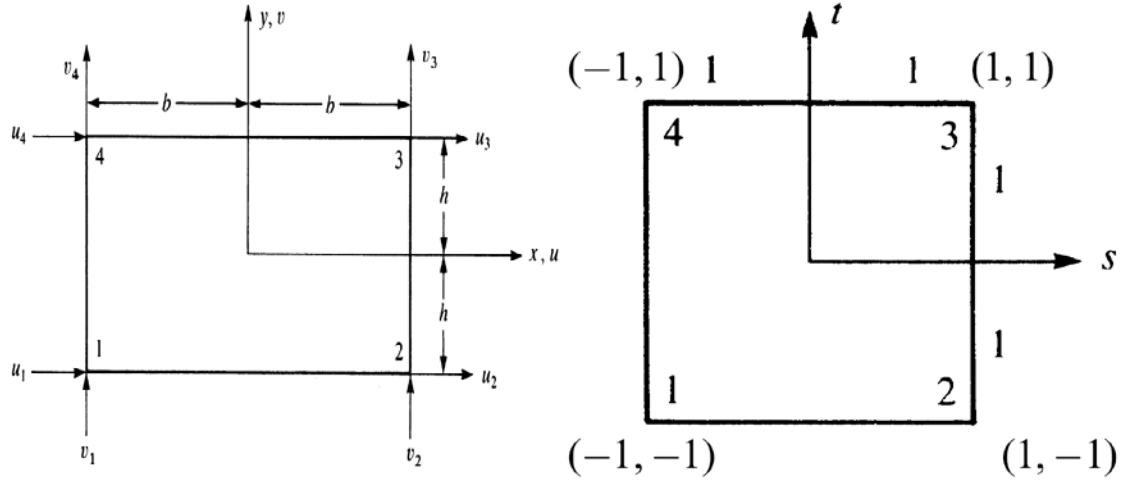 y, v
v4
v3
b
b
u4
u3
4
3
h
x, u
h
1
2
u1
u2
v1
v2
t
(−1, 1)
1
1
(1, 1)
4
3
1
s
1
1
2
(−1, −1)
(1, −1)